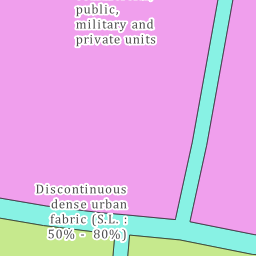 public,
military and
private units
Discontinuous
dense urban
fabric (S.L. :
50% -  80%)